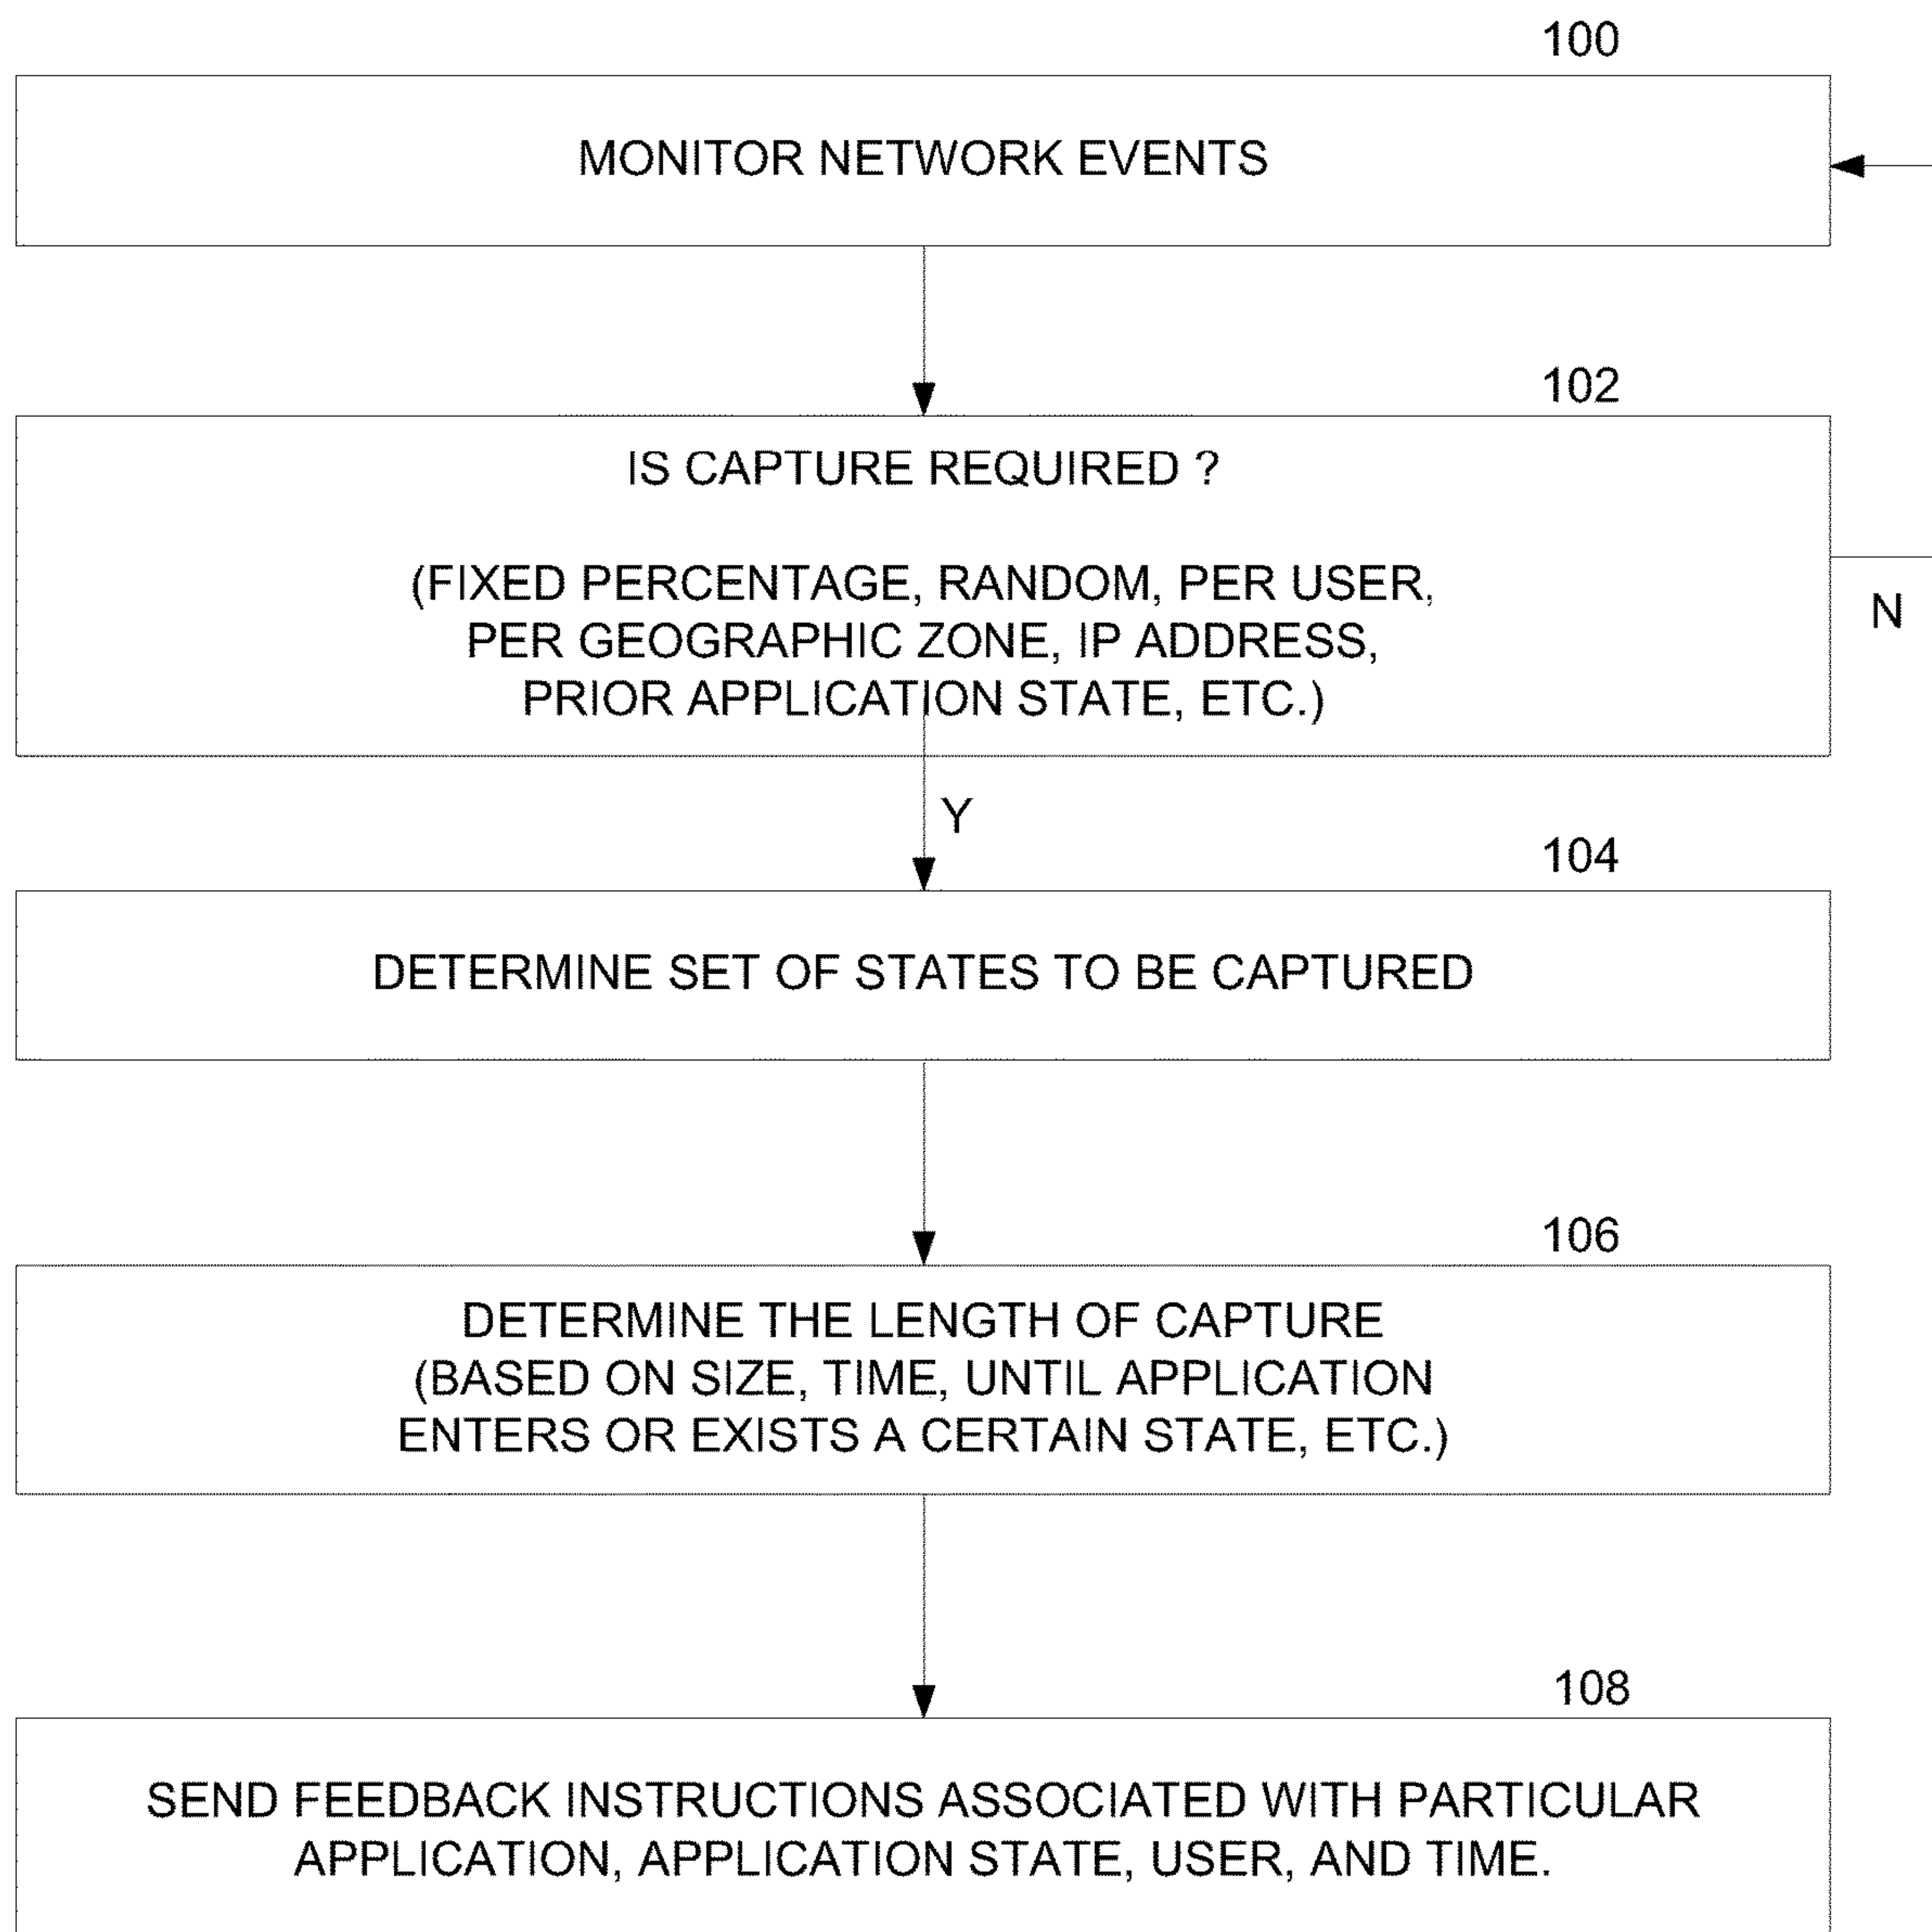 100
MONITOR NETWORK EVENTS
102
IS CAPTURE REQUIRED ?
(FIXED PERCENTAGE, RANDOM, PER USER,
PER GEOGRAPHIC ZONE, IP ADDRESS,
PRIOR APPLICATION STATE, ETC.)
N
Y
104
DETERMINE SET OF STATES TO BE CAPTURED
106
DETERMINE THE LENGTH OF CAPTURE
(BASED ON SIZE, TIME, UNTIL APPLICATION
ENTERS OR EXISTS A CERTAIN STATE, ETC.)
108
SEND FEEDBACK INSTRUCTIONS ASSOCIATED WITH PARTICULAR
APPLICATION, APPLICATION STATE, USER, AND TIME.